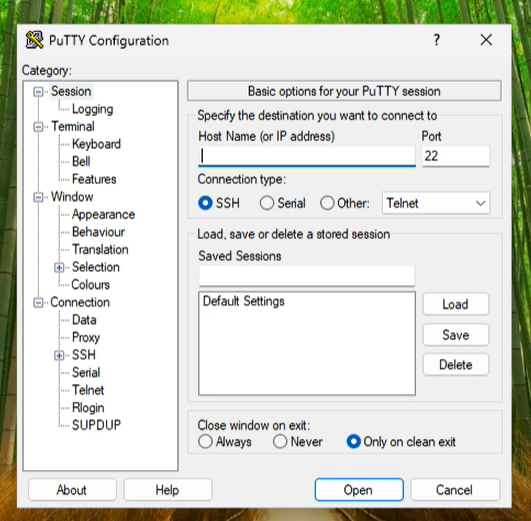 PuTTY Configuration
?
Category:
Session
Logging
Terminal
Keyboard
Bell
Features
Window
Appearance
Behaviour
Translation
Selection
Colours
Connection
Data
Proxy
SSH
Serial
Telnet
Rlogin
SUPDUP
Basic options for your PuTTY session
Specify the destination you want to connect to
Host Name (or IP address) Port
22
Connection type:
SSH Serial Other: Telnet
Load, save or delete a stored session
Saved Sessions
Default Settings
Load
Save
Delete
Close window on exit:
Always Never Only on clean exit
About Help Open Cancel